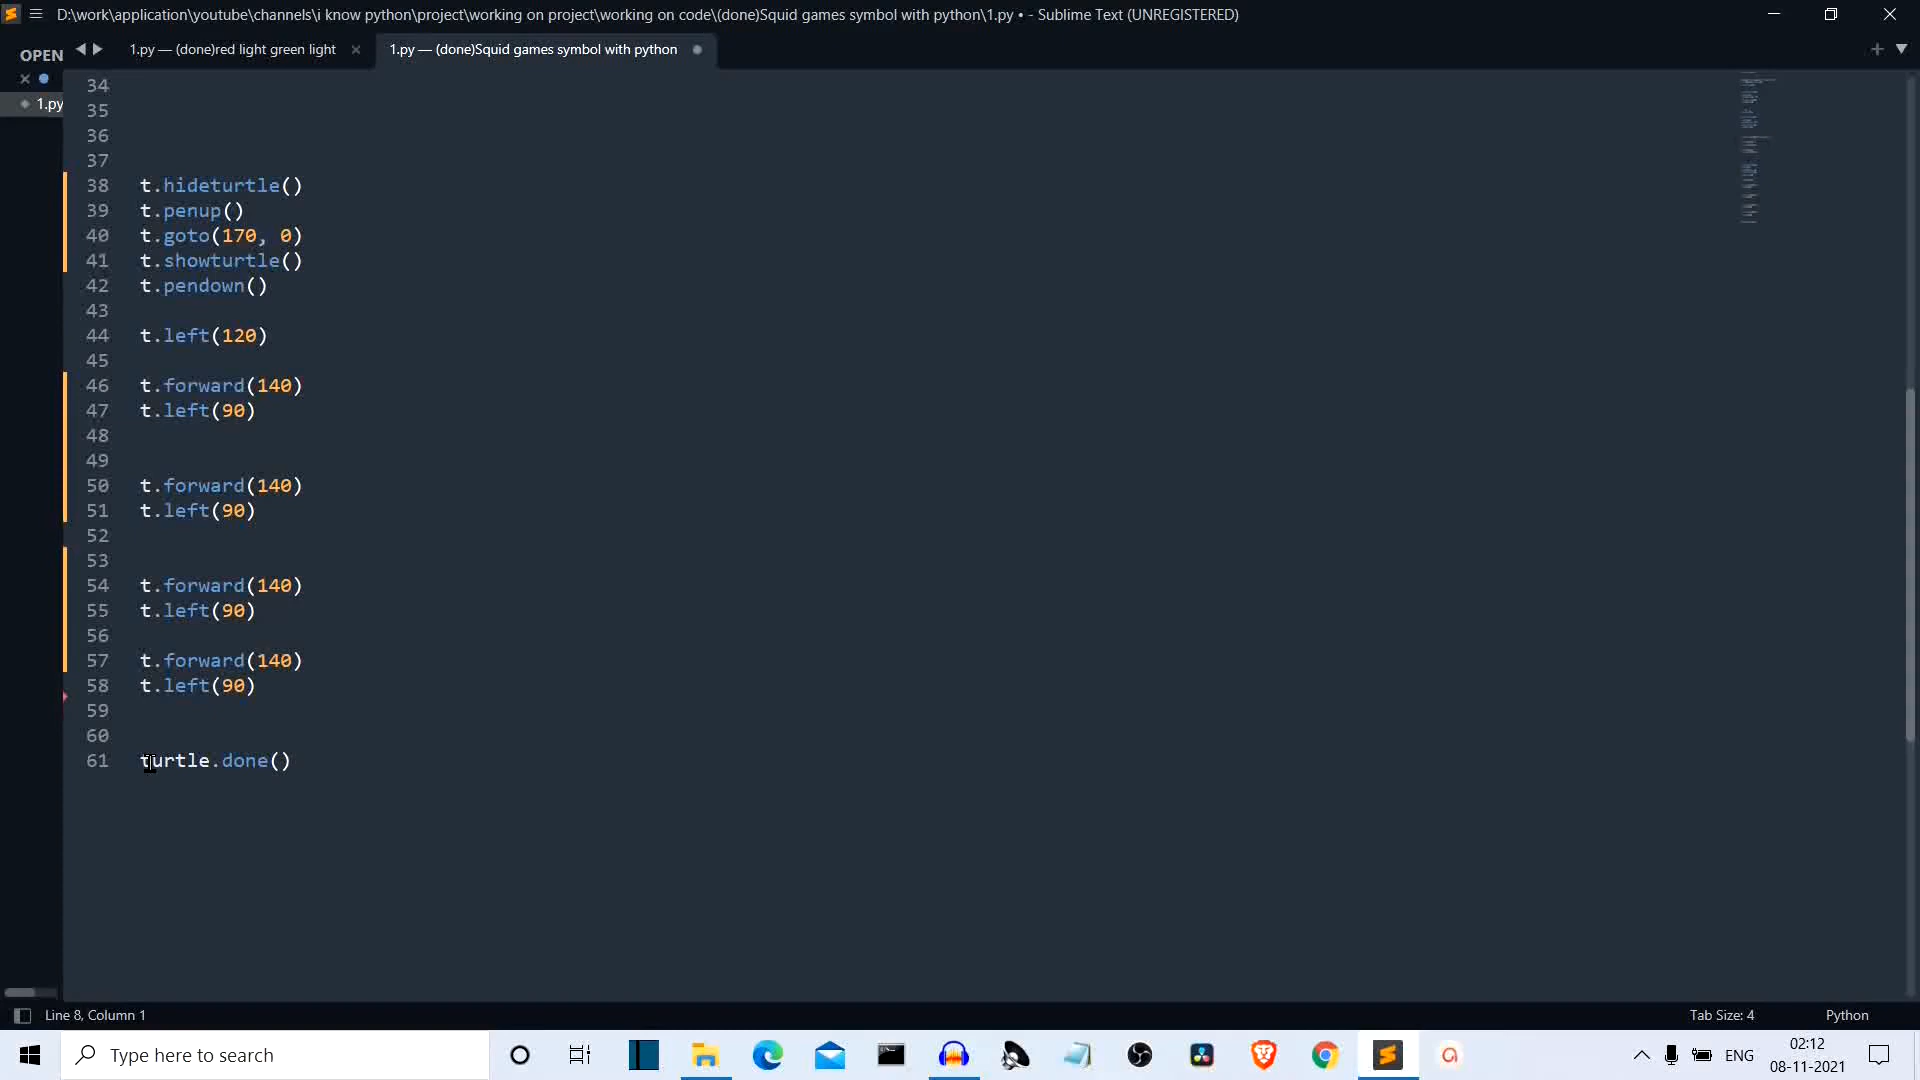 D:\work\application\youtube\channels\i know python\project\working on project\working on code\(done)Squid games symbol with python\1.py • - Sublime Text (UNREGISTERED)
OPEN
1.py — (done)red light green light
1.py — (done)Squid games symbol with python
1.py
34
35
36
37
38 t.hideturtle()
39 t.penup()
40 t.goto(170, 0)
41 t.showturtle()
42 t.pendown()
43
44 t.left(120)
45
46 t.forward(140)
47 t.left(90)
48
49
50 t.forward(140)
51 t.left(90)
52
53
54 t.forward(140)
55 t.left(90)
56
57 t.forward(140)
58 t.left(90)
59
60
61 turtle.done()
Line 8, Column 1
Tab Size: 4
Python
Type here to search
ENG
02:12
08-11-2021